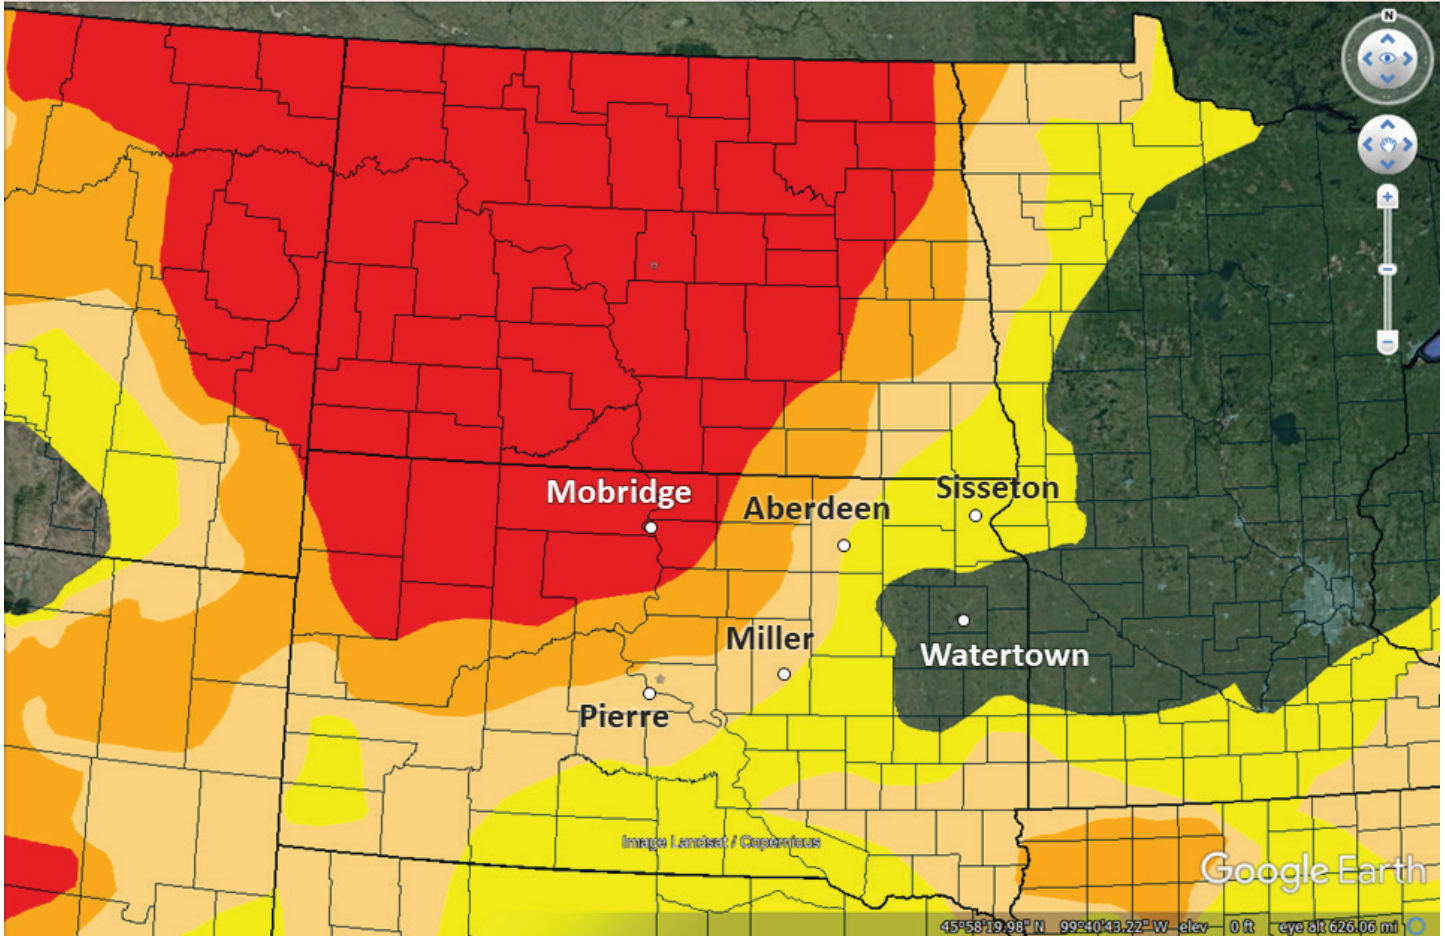 N
Mobridge
Sisseton
Aberdeen
Miller
Watertown
Pierre
Image Landsat / Copernicus
Google Earth
45°58'19.98" N 99°40'43.22" W elev 0 ft eye alt 626.06 mi